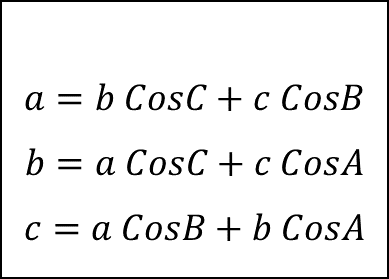 a = b CosC + c CosB
b = a CosC + c CosA
c = a CosB + b CosA